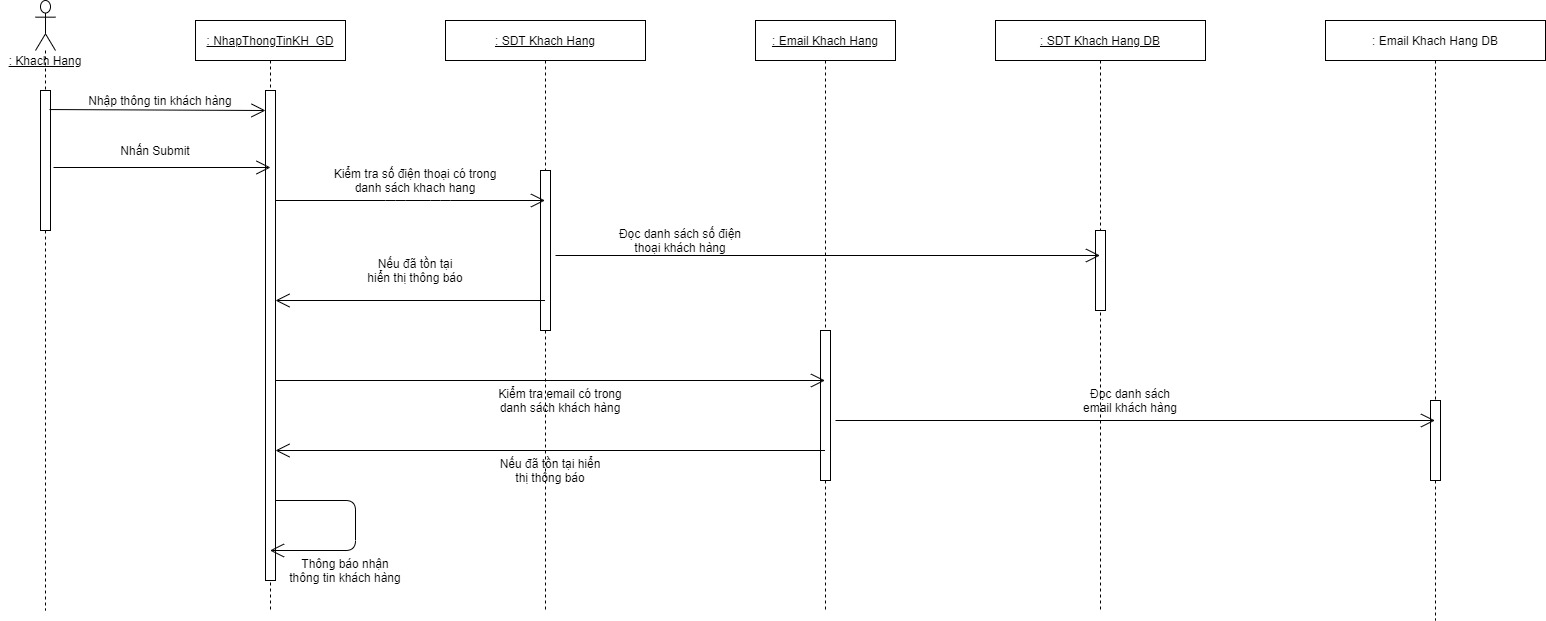 : Khach Hang
: NhapThongTinKH_GD
: SDT Khach Hang
: Email Khach Hang
: SDT Khach Hang DB
: Email Khach Hang DB
Nhập thông tin khách hàng
Nhấn Submit
Kiểm tra số điện thoại có trong
danh sách khach hang
Đọc danh sách số điện
thoại khách hàng
Nếu đã tồn tại
hiển thị thông báo
Kiểm tra email có trong
danh sách khách hàng
Đọc danh sách
email khách hàng
Nếu đã tồn tại hiển
thị thông báo
Thông báo nhận
thông tin khách hàng